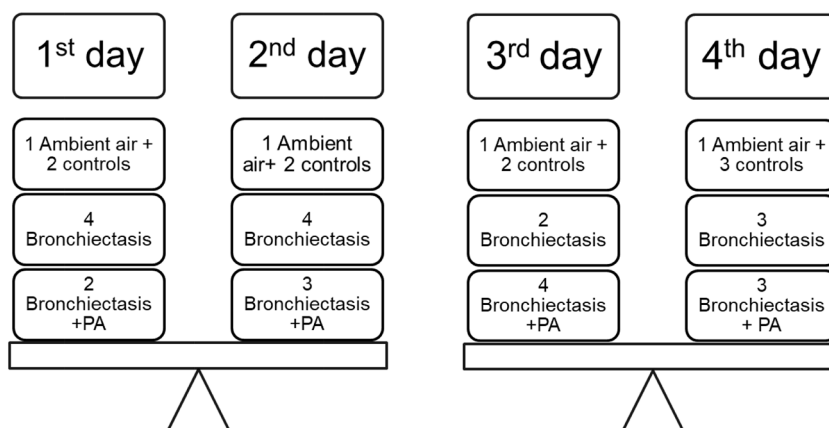 1st day
2nd day
3rd day
4th day
1 Ambient air +
2 controls
1 Ambient
air+ 2 controls
1 Ambient air +
2 controls
1 Ambient air +
3 controls
4
Bronchiectasis
4
Bronchiectasis
2
Bronchiectasis
3
Bronchiectasis
2
Bronchiectasis
+PA
3
Bronchiectasis
+PA
4
Bronchiectasis
+PA
3
Bronchiectasis
+ PA